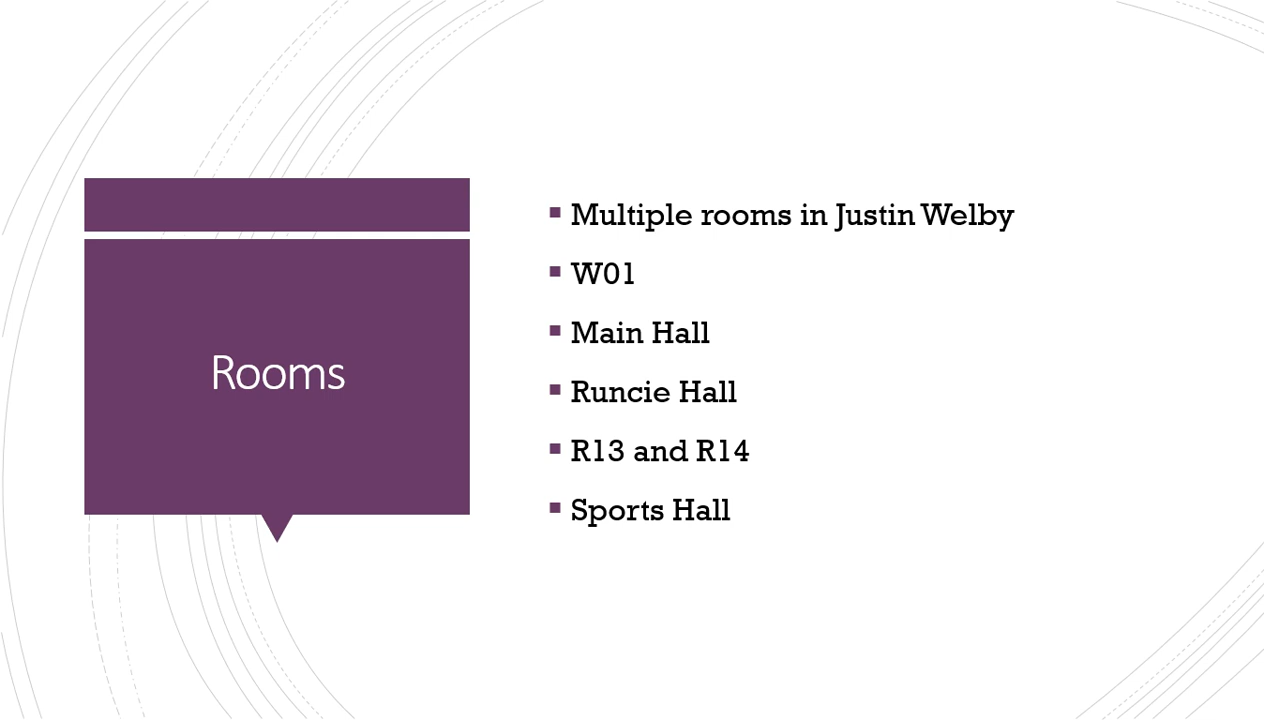 Rooms
Multiple rooms in Justin Welby
W01
Main Hall
Runcie Hall
R13 and R14
Sports Hall